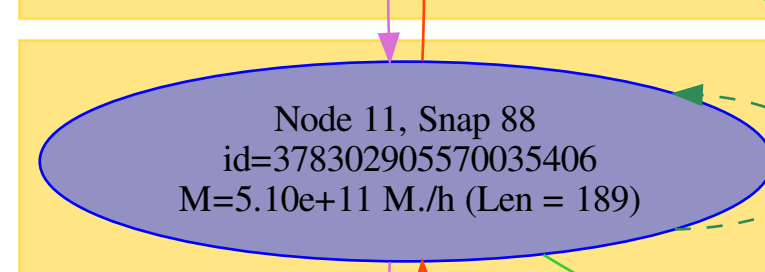 Node 11, Snap 88
id=378302905570035406
M=5.10e+11 M./h (Len = 189)